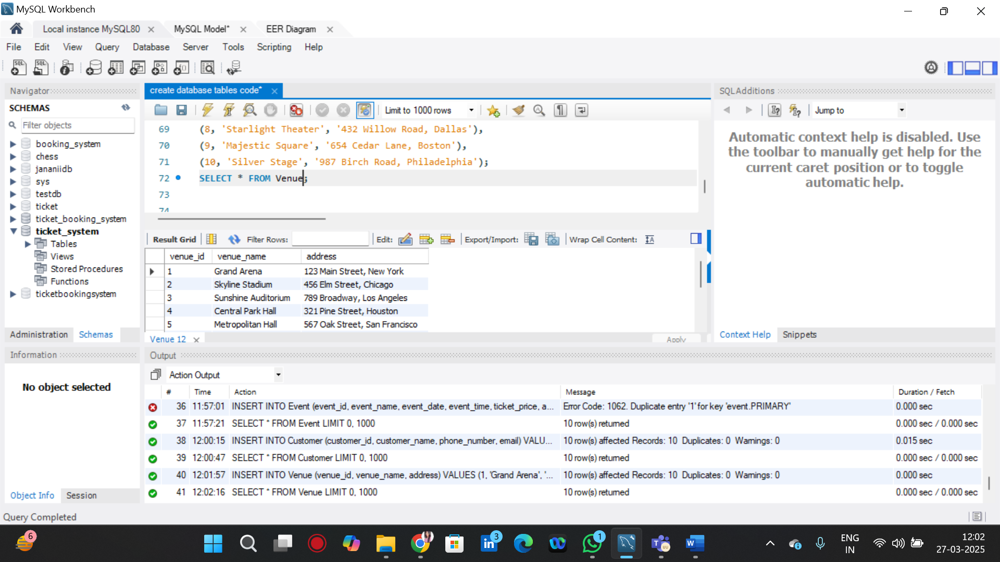 MySQL Workbench
Local instance MySQL80 MySQL Model* EER Diagram
File Edit View Query Database Server Tools Scripting Help
Navigator
SCHEMAS
Filter objects
booking_system
chess
jananiidb
sys
testdb
ticket
ticket_booking_system
ticket_system
Tables
Views
Stored Procedures
Functions
ticketbookingsystem
Administration Schemas
Information
No object selected
Object Info Session
create database tables code*
Limit to 1000 rows
69 (8, 'Starlight Theater', '432 Willow Road, Dallas'),
70 (9, 'Majestic Square', '654 Cedar Lane, Boston'),
71 (10, 'Silver Stage', '987 Birch Road, Philadelphia');
72 SELECT * FROM Venue;
73
74
Result Grid Filter Rows: Edit: Export/Import: Wrap Cell Content:
venue_id venue_name address
1 Grand Arena 123 Main Street, New York
2 Skyline Stadium 456 Elm Street, Chicago
3 Sunshine Auditorium 789 Broadway, Los Angeles
4 Central Park Hall 321 Pine Street, Houston
5 Metropolitan Hall 567 Oak Street, San Francisco
Venue 12 Apply
SQLAdditions
Jump to
Automatic context help is disabled. Use
the toolbar to manually get help for the
current caret position or to toggle
automatic help.
Context Help Snippets
Output
Action Output
# Time Action Message Duration / Fetch
36 11:57:01 INSERT INTO Event (event_id, event_name, event_date, event_time, ticket_price, a... Error Code: 1062. Duplicate entry '1' for key 'event.PRIMARY' 0.000 sec
37 11:57:21 SELECT * FROM Event LIMIT 0, 1000 10 row(s) returned 0.000 sec / 0.000 sec
38 12:00:15 INSERT INTO Customer (customer_id, customer_name, phone_number, email) VALU... 10 row(s) affected Records: 10 Duplicates: 0 Warnings: 0 0.015 sec
39 12:00:47 SELECT * FROM Customer LIMIT 0, 1000 10 row(s) returned 0.000 sec / 0.000 sec
40 12:01:57 INSERT INTO Venue (venue_id, venue_name, address) VALUES (1, 'Grand Arena', '... 10 row(s) affected Records: 10 Duplicates: 0 Warnings: 0 0.000 sec
41 12:02:16 SELECT * FROM Venue LIMIT 0, 1000 10 row(s) returned 0.000 sec / 0.000 sec
Query Completed
6
3
1
ENG
IN
12:02
27-03-2025